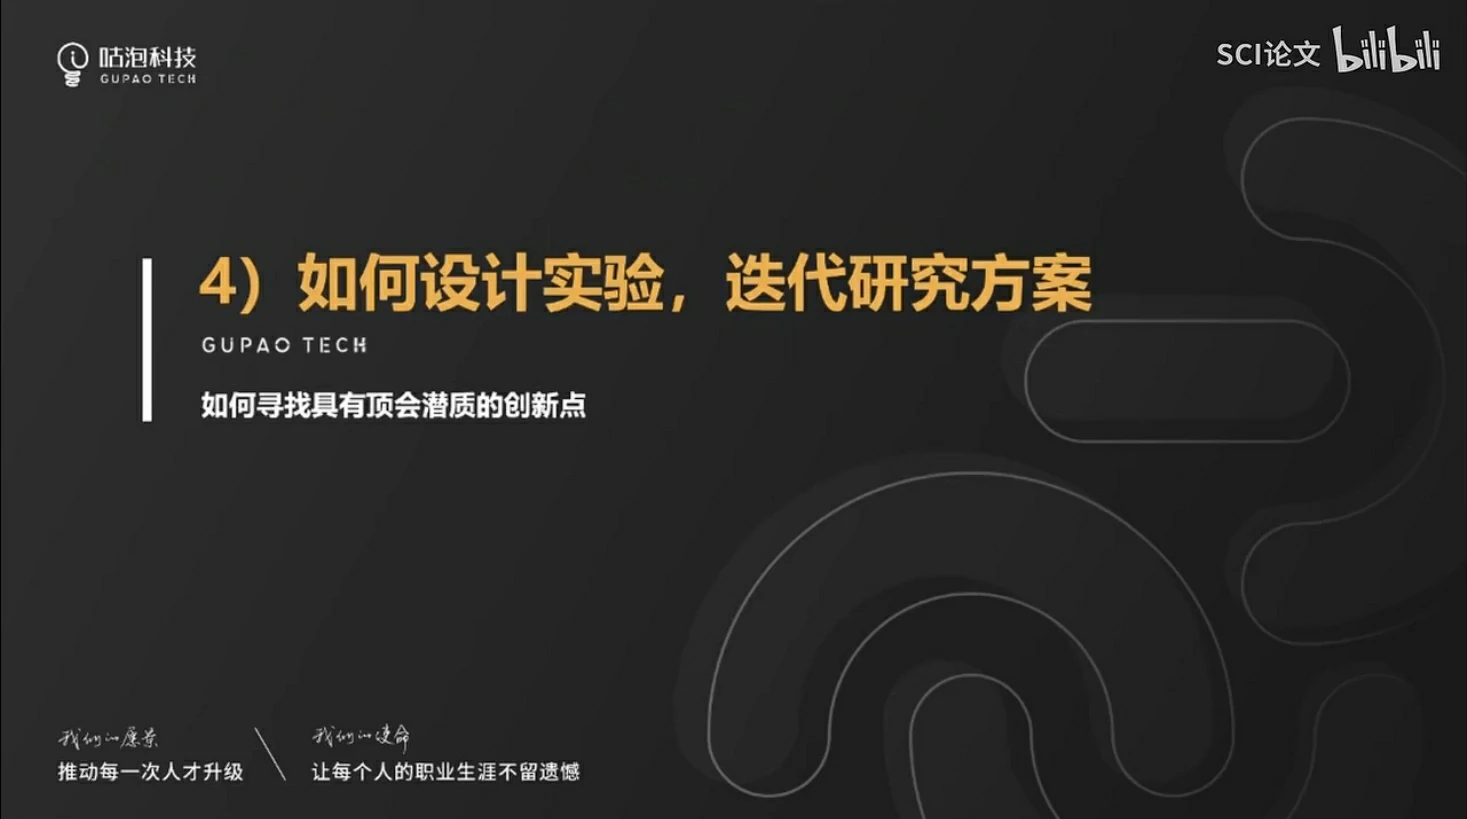 咕泡科技
GUPAO TECH
SCI论文 bilibili
4）如何设计实验，迭代研究方案
GUPAO TECH
如何寻找具有顶会潜质的创新点
我们的愿景
推动每一次人才升级
我们的使命
让每个人的职业生涯不留遗憾